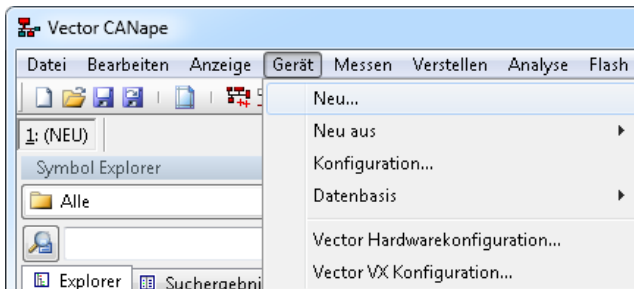 Vector CANape
Datei Bearbeiten Anzeige Gerät Messen Verstellen Analyse Flash
Neu...
1: (NEU)
Neu aus
Symbol Explorer
Konfiguration...
Alle
Datenbasis
Vector Hardwarekonfiguration...
Explorer
Vector VX Konfiguration...